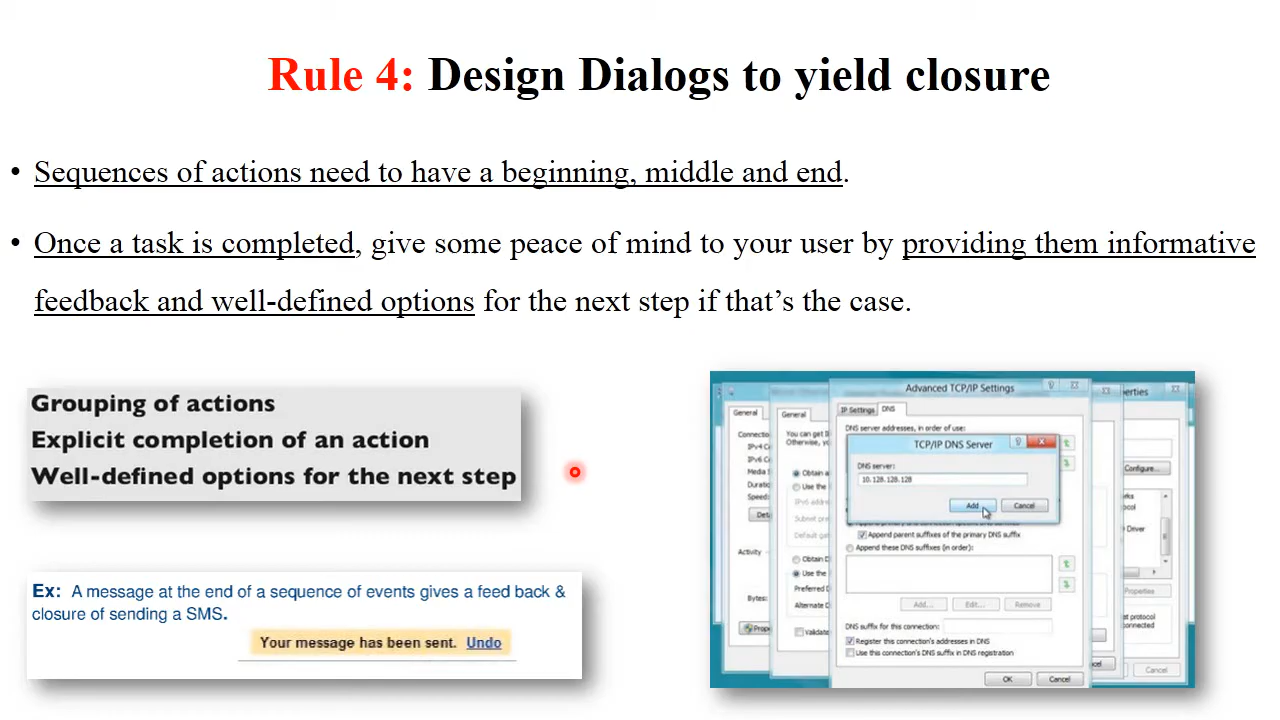 Rule 4: Design Dialogs to yield closure
• Sequences of actions need to have a beginning, middle and end.
• Once a task is completed, give some peace of mind to your user by providing them informative
feedback and well-defined options for the next step if that’s the case.
Grouping of actions
Explicit completion of an action
Well-defined options for the next step
Ex: A message at the end of a sequence of events gives a feed back &
closure of sending a SMS.
Your message has been sent. Undo
Advanced TCP/IP Settings
General
General
IP Settings
DNS
DNS server addresses, in order of use:
TCP/IP DNS Server
DNS server:
10.128.128.128
Add
Cancel
Configure...
Append parent suffixes of the primary DNS suffix
Append these DNS suffixes (in order):
Add...
Edit...
Remove
DNS suffix for this connection:
Register this connection's addresses in DNS
Use this connection's DNS suffix in DNS registration
OK
Cancel
Activity
Bytes:
Properties
Cancel